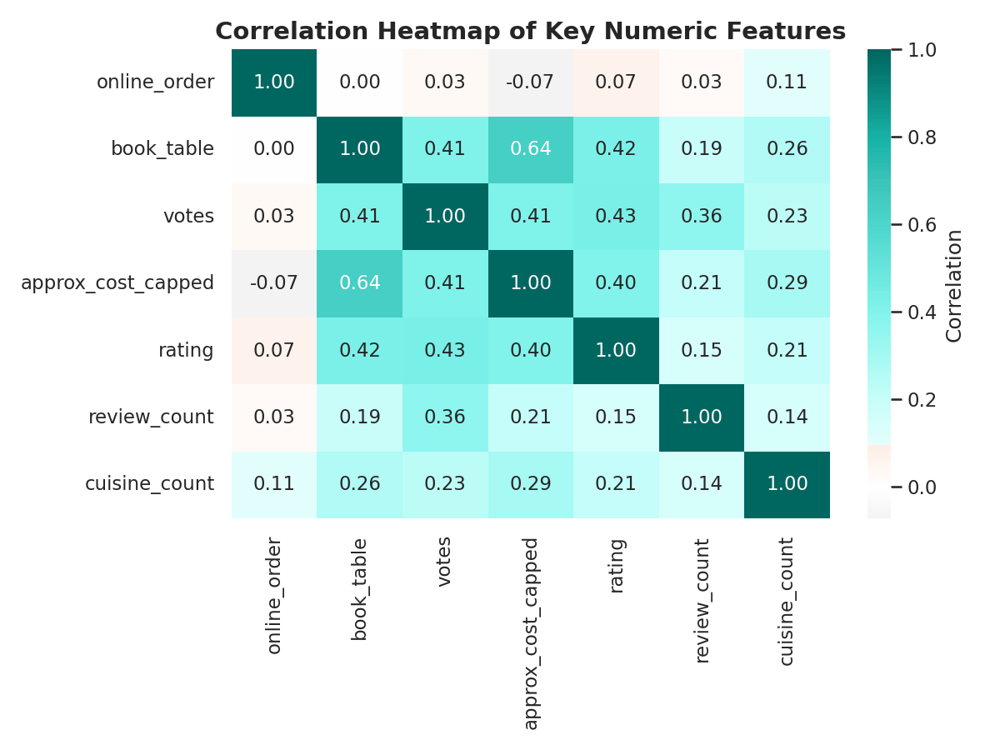 Correlation Heatmap of Key Numeric Features
online_order 1.00 0.00 0.03 -0.07 0.07 0.03 0.11
book_table 0.00 1.00 0.41 0.64 0.42 0.19 0.26
votes 0.03 0.41 1.00 0.41 0.43 0.36 0.23
approx_cost_capped -0.07 0.64 0.41 1.00 0.40 0.21 0.29
rating 0.07 0.42 0.43 0.40 1.00 0.15 0.21
review_count 0.03 0.19 0.36 0.21 0.15 1.00 0.14
cuisine_count 0.11 0.26 0.23 0.29 0.21 0.14 1.00
online_order
book_table
votes
approx_cost_capped
rating
review_count
cuisine_count
1.0
0.8
0.6
0.4
0.2
0.0
Correlation